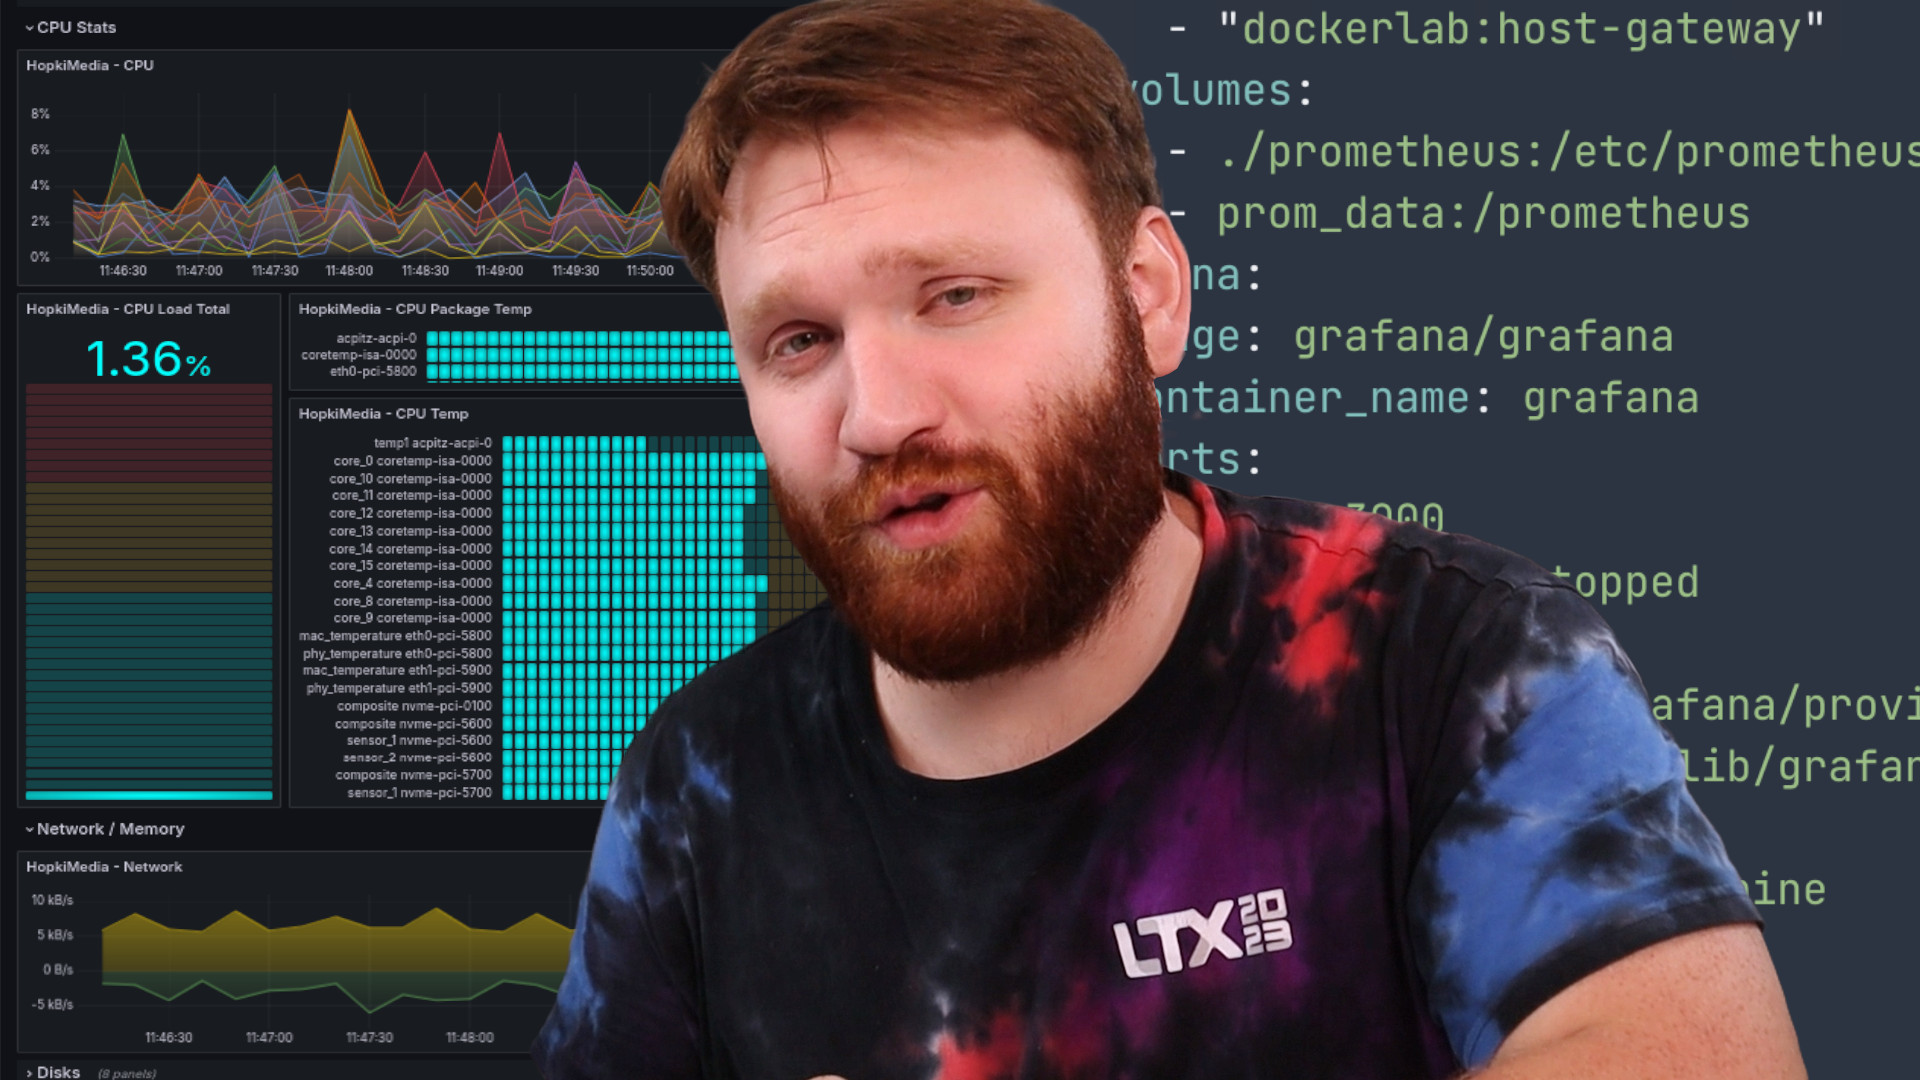 CPU Stats
HopkiMedia - CPU
8%
6%
4%
2%
0%
11:46:30 11:47:00 11:47:30 11:48:00 11:48:30 11:49:00 11:49:30 11:50:00
HopkiMedia - CPU Load Total
1.36%
HopkiMedia - CPU Package Temp
acpitz-acpi-0
coretemp-isa-0000
eth0-pci-5800
HopkiMedia - CPU Temp
temp1 acpitz-acpi-0
core_0 coretemp-isa-0000
core_10 coretemp-isa-0000
core_11 coretemp-isa-0000
core_12 coretemp-isa-0000
core_13 coretemp-isa-0000
core_14 coretemp-isa-0000
core_15 coretemp-isa-0000
core_4 coretemp-isa-0000
core_8 coretemp-isa-0000
core_9 coretemp-isa-0000
mac_temperature eth0-pci-5800
phy_temperature eth0-pci-5800
mac_temperature eth1-pci-5900
phy_temperature eth1-pci-5900
composite nvme-pci-0100
composite nvme-pci-5600
sensor_1 nvme-pci-5600
sensor_2 nvme-pci-5600
composite nvme-pci-5700
sensor_1 nvme-pci-5700
Network / Memory
HopkiMedia - Network
10 kB/s
5 kB/s
0 B/s
-5 kB/s
11:46:30 11:47:00 11:47:30 11:48:00
Disks (8 panels)
- "dockerlab:host-gateway"
volumes:
- ./prometheus:/etc/prometheus
- prom_data:/prometheus
na:
ge: grafana/grafana
ntainer_name: grafana
rts:
3000
topped
afana/provi
lib/grafan
ine
LTX 2023